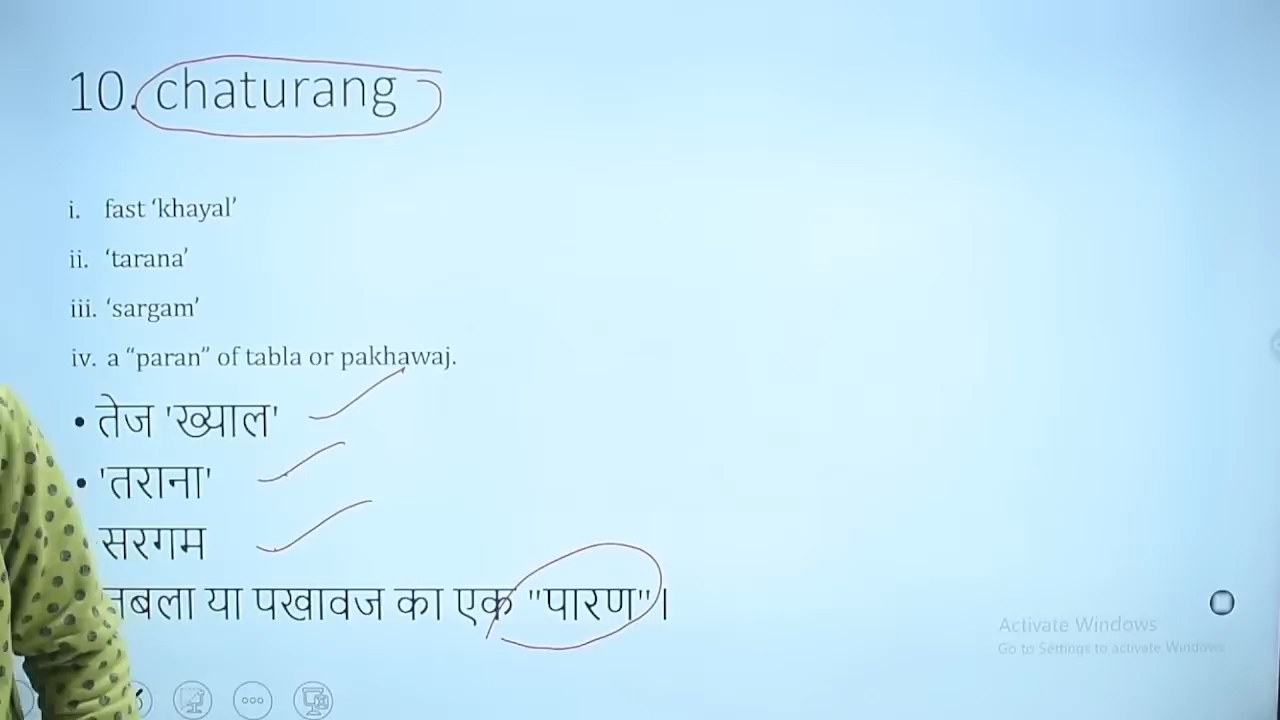 10. chaturang
i. fast ‘khayal’
ii. ‘tarana’
iii. ‘sargam’
iv. a “paran” of tabla or pakhawaj.
• तेज 'ख्याल'
• 'तराना'
सरगम
तबला या पखावज का एक "पारण"।
Activate Windows
Go to Settings to activate Windows.